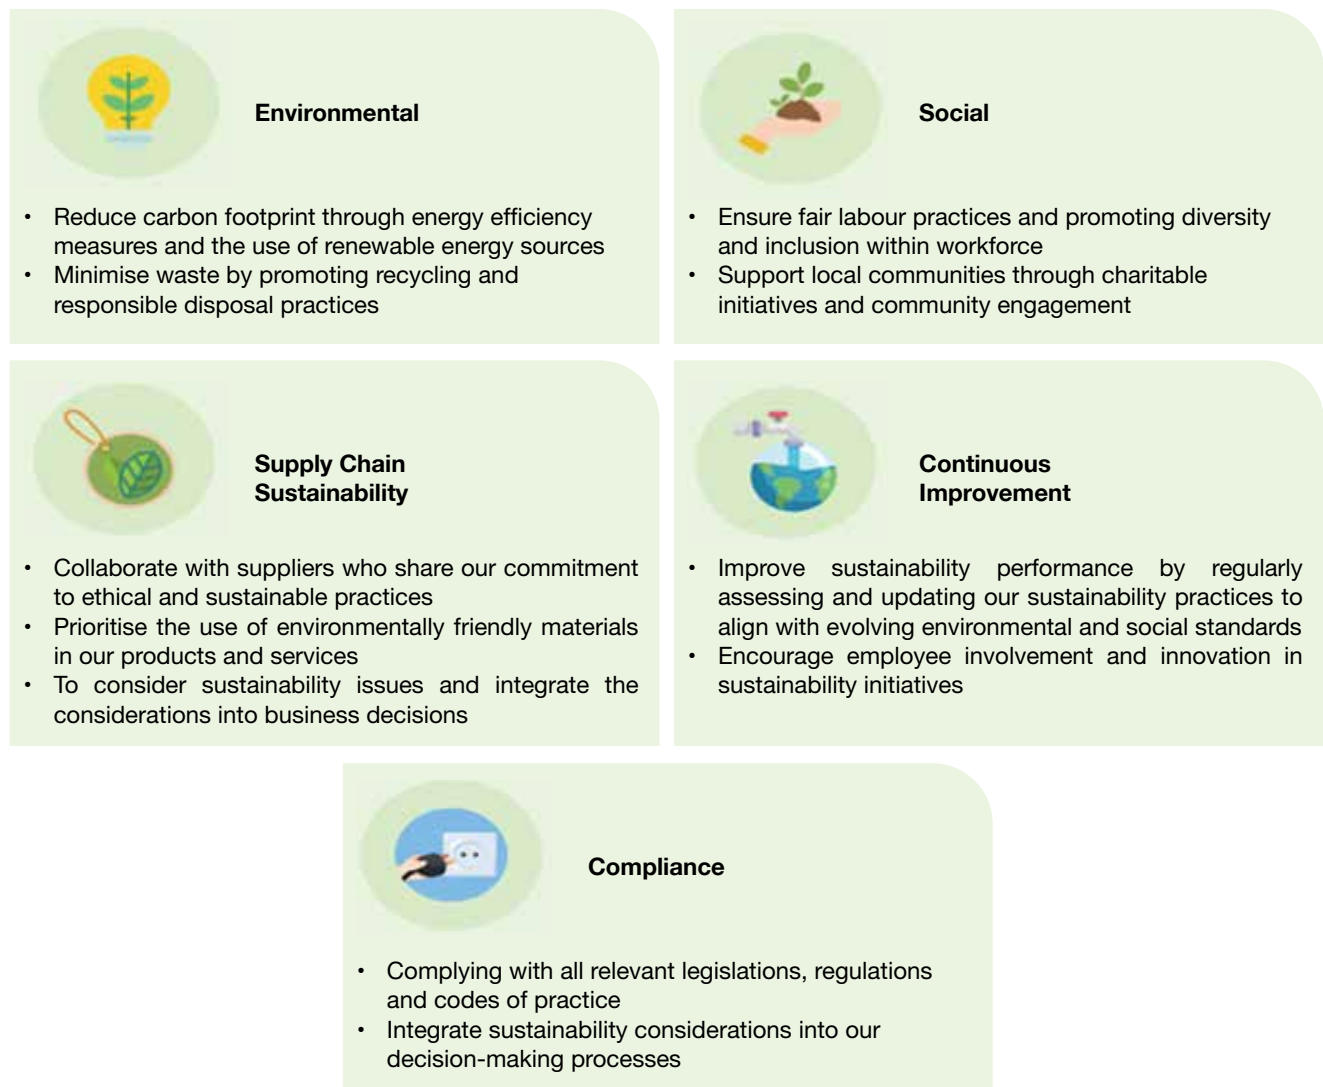 Environmental
• Reduce carbon footprint through energy efficiency
measures and the use of renewable energy sources
• Minimise waste by promoting recycling and
responsible disposal practices
Social
• Ensure fair labour practices and promoting diversity
and inclusion within workforce
• Support local communities through charitable
initiatives and community engagement
Supply Chain
Sustainability
• Collaborate with suppliers who share our commitment
to ethical and sustainable practices
• Prioritise the use of environmentally friendly materials
in our products and services
• To consider sustainability issues and integrate the
considerations into business decisions
Continuous
Improvement
• Improve sustainability performance by regularly
assessing and updating our sustainability practices to
align with evolving environmental and social standards
• Encourage employee involvement and innovation in
sustainability initiatives
Compliance
• Complying with all relevant legislations, regulations
and codes of practice
• Integrate sustainability considerations into our
decision-making processes